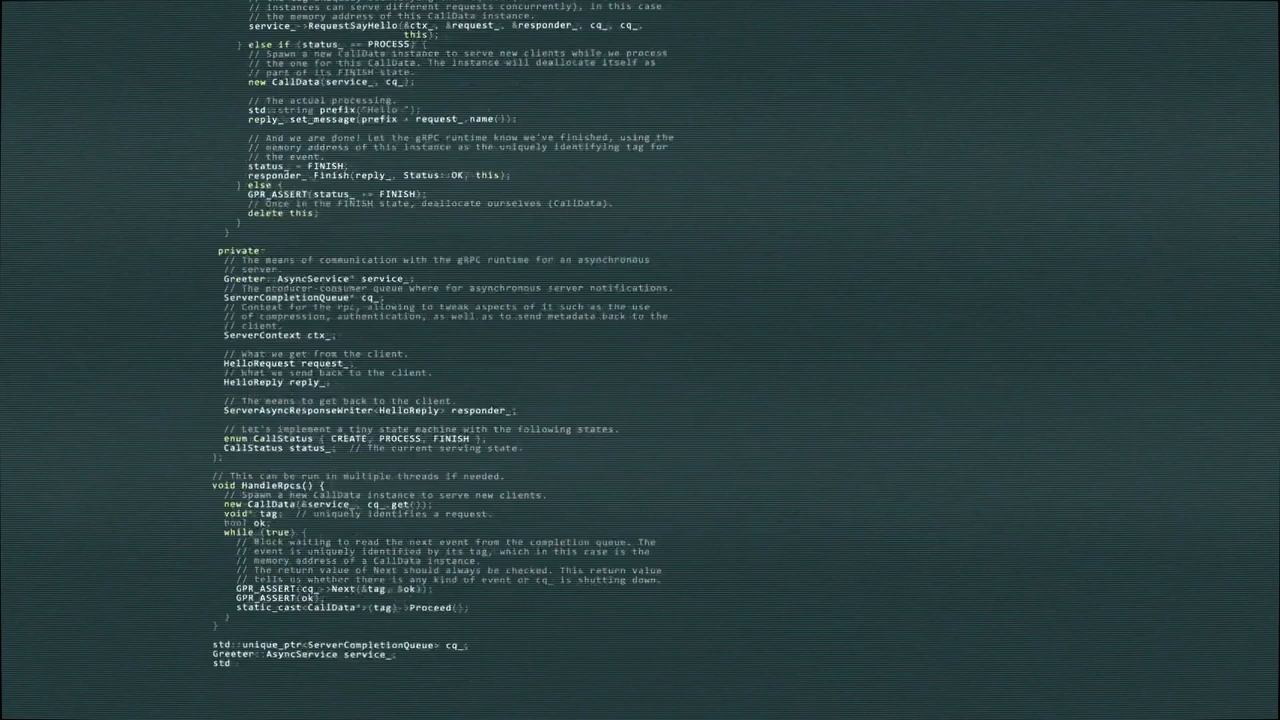 // instances can serve different requests concurrently), in this case
// the memory address of this CallData instance.
service_->RequestSayHello(&ctx_, &request_, &responder_, cq_, cq_,
this);
} else if (status_ == PROCESS) {
// Spawn a new CallData instance to serve new clients while we process
// the one for this CallData. The instance will deallocate itself as
// part of its FINISH state.
new CallData(service_, cq_);
// The actual processing.
std::string prefix("Hello ");
reply_.set_message(prefix + request_.name());
// And we are done! Let the gRPC runtime know we've finished, using the
// memory address of this instance as the uniquely identifying tag for
// the event.
status_ = FINISH;
responder_.Finish(reply_, Status::OK, this);
} else {
GPR_ASSERT(status_ == FINISH);
// Once in the FINISH state, deallocate ourselves (CallData).
delete this;
}
}
private:
// The means of communication with the gRPC runtime for an asynchronous
// server.
Greeter::AsyncService* service_;
// The producer-consumer queue where for asynchronous server notifications.
ServerCompletionQueue* cq_;
// Context for the rpc, allowing to tweak aspects of it such as the use
// of compression, authentication, as well as to send metadata back to the
// client.
ServerContext ctx_;
// What we get from the client.
HelloRequest request_;
// What we send back to the client.
HelloReply reply_;
// The means to get back to the client.
ServerAsyncResponseWriter<HelloReply> responder_;
// Let's implement a tiny state machine with the following states.
enum CallStatus { CREATE, PROCESS, FINISH };
CallStatus status_; // The current serving state.
};
// This can be run in multiple threads if needed.
void HandleRpcs() {
// Spawn a new CallData instance to serve new clients.
new CallData(&service_, cq_.get());
void* tag; // uniquely identifies a request.
bool ok;
while (true) {
// Block waiting to read the next event from the completion queue. The
// event is uniquely identified by its tag, which in this case is the
// memory address of a CallData instance.
// The return value of Next should always be checked. This return value
// tells us whether there is any kind of event or cq_ is shutting down.
GPR_ASSERT(cq_->Next(&tag, &ok));
GPR_ASSERT(ok);
static_cast<CallData*>(tag)->Proceed();
}
}
std::unique_ptr<ServerCompletionQueue> cq_;
Greeter::AsyncService service_;
std: